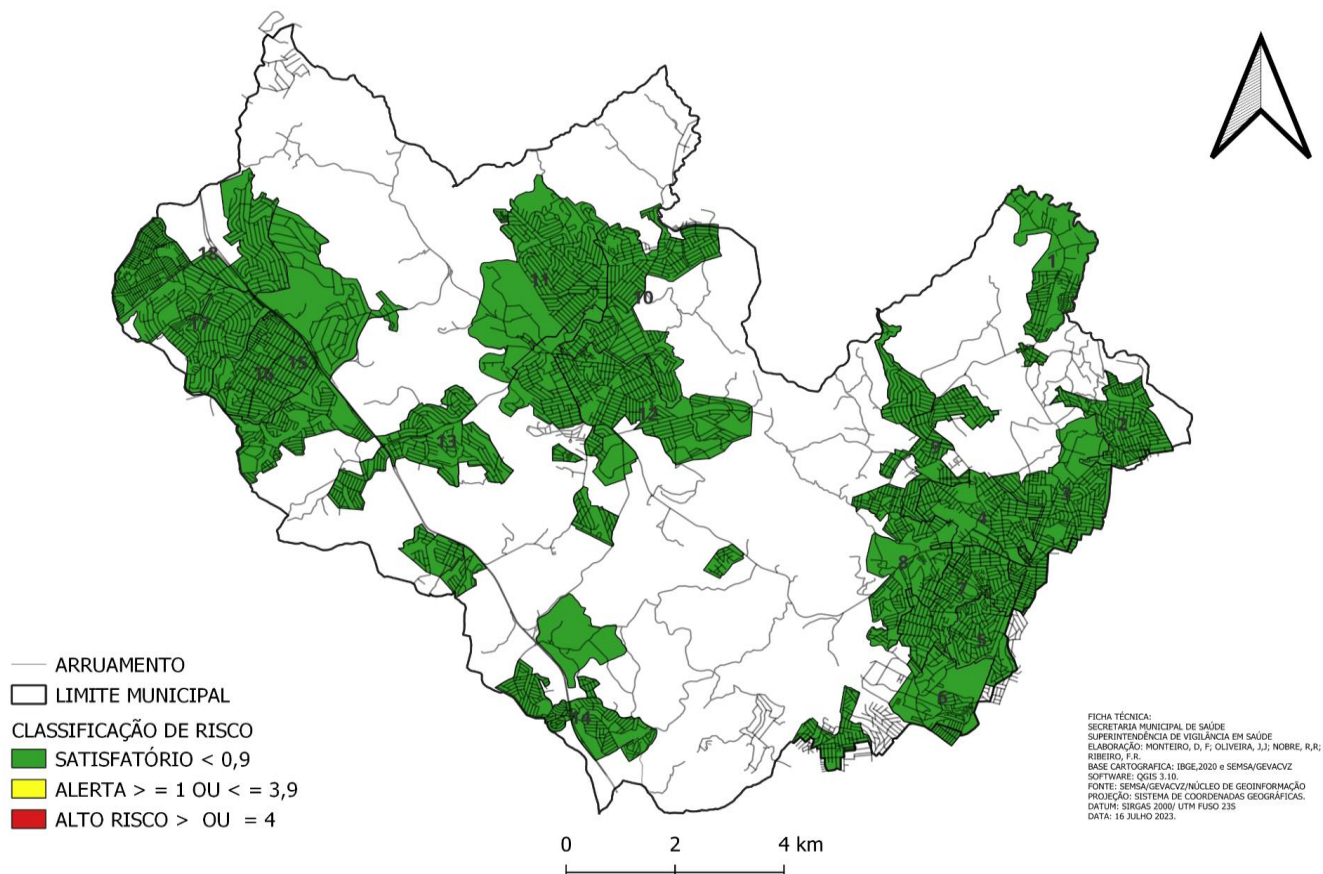 1
18
11
10
17
15
16
12
2
13
9
3
4
8
7
5
6
14
ARRUAMENTO
LIMITE MUNICIPAL
CLASSIFICAÇÃO DE RISCO
SATISFATÓRIO < 0,9
ALERTA > = 1 OU < = 3,9
ALTO RISCO > OU = 4
0 2 4 km
FICHA TÉCNICA:
SECRETARIA MUNICIPAL DE SAÚDE
SUPERINTENDÊNCIA DE VIGILÂNCIA EM SAÚDE
ELABORAÇÃO: MONTEIRO, D, F; OLIVEIRA, J,J; NOBRE, R,R;
RIBEIRO, F.R.
BASE CARTOGRAFICA: IBGE,2020 e SEMSA/GEVACVZ
SOFTWARE: QGIS 3.10.
FONTE: SEMSA/GEVACVZ/NÚCLEO DE GEOINFORMAÇÃO
PROJEÇÃO: SISTEMA DE COORDENADAS GEOGRÁFICAS.
DATUM: SIRGAS 2000/ UTM FUSO 23S
DATA: 16 JULHO 2023.